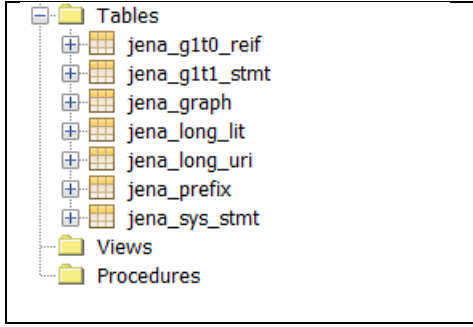 Tables
jena_g1t0_reif
jena_g1t1_stmt
jena_graph
jena_long_lit
jena_long_uri
jena_prefix
jena_sys_stmt
Views
Procedures